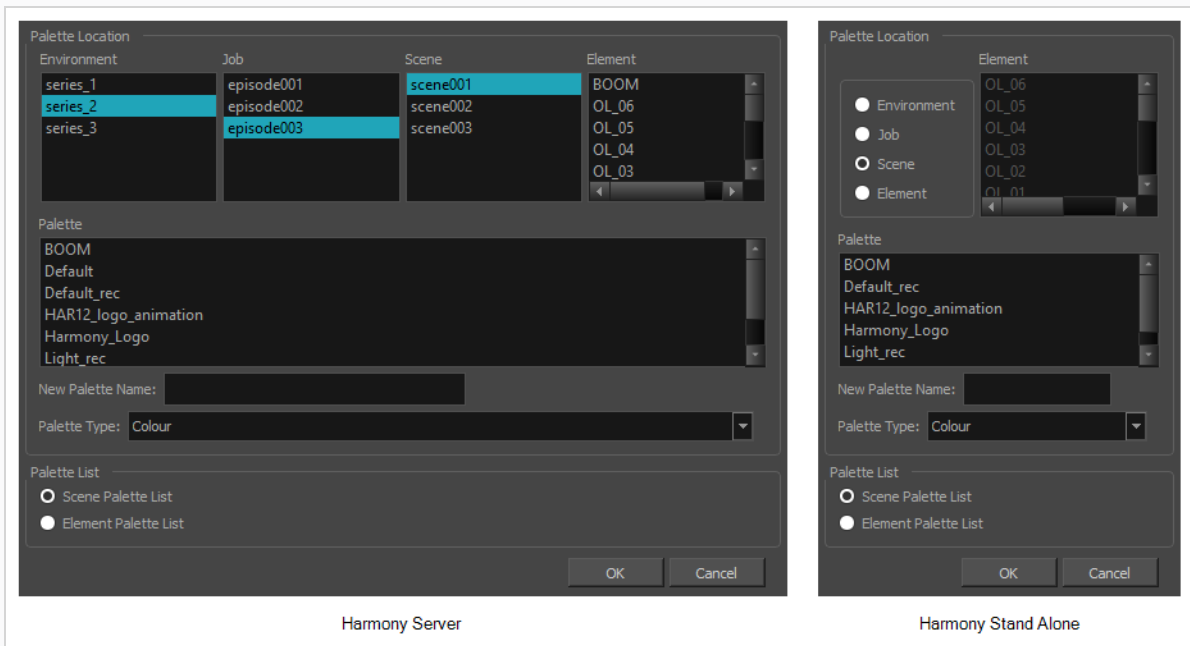 Palette Location
Environment Job Scene Element
series_1 episode001 scene001 BOOM
series_2 episode002 scene002 OL_06
series_3 episode003 scene003 OL_05
OL_04
OL_03
Palette
BOOM
Default
Default_rec
HAR12_logo_animation
Harmony_Logo
Light_rec
New Palette Name:
Palette Type: Colour
Palette List
Scene Palette List
Element Palette List
OK Cancel
Harmony Server
Palette Location
Element
Environment
Job
Scene
Element
OL_06
OL_05
OL_04
OL_03
OL_02
OL_01
Palette
BOOM
Default_rec
HAR12_logo_animation
Harmony_Logo
Light_rec
New Palette Name:
Palette Type: Colour
Palette List
Scene Palette List
Element Palette List
OK Cancel
Harmony Stand Alone